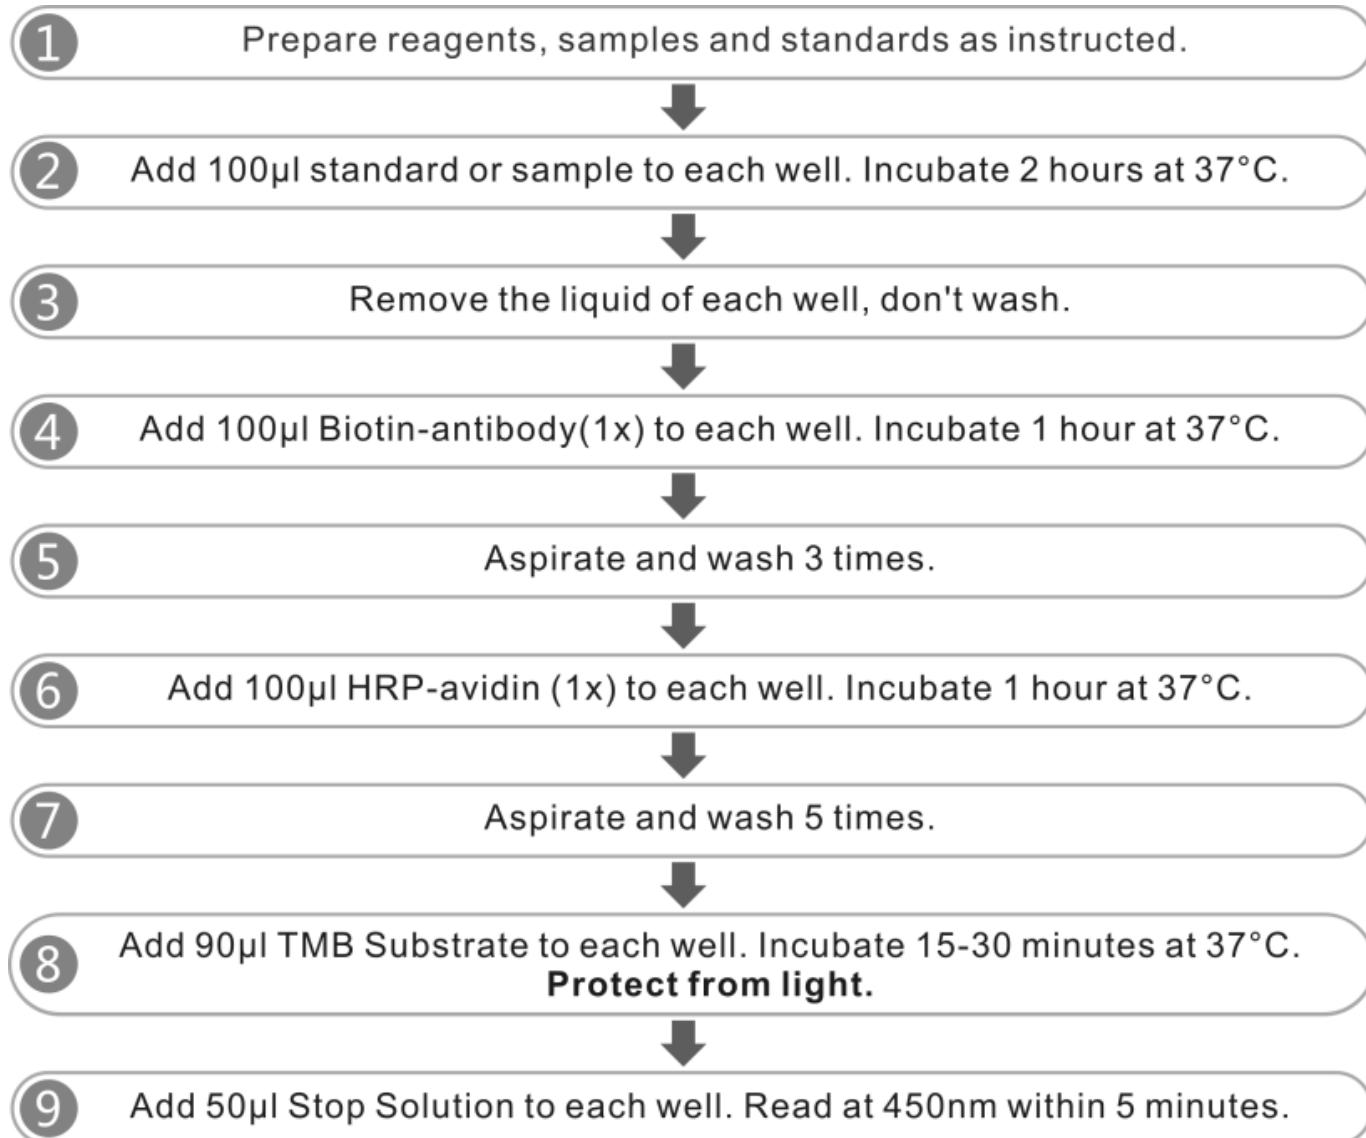 1 Prepare reagents, samples and standards as instructed.
2 Add 100µl standard or sample to each well. Incubate 2 hours at 37°C.
3 Remove the liquid of each well, don't wash.
4 Add 100µl Biotin-antibody(1x) to each well. Incubate 1 hour at 37°C.
5 Aspirate and wash 3 times.
6 Add 100µl HRP-avidin (1x) to each well. Incubate 1 hour at 37°C.
7 Aspirate and wash 5 times.
8 Add 90µl TMB Substrate to each well. Incubate 15-30 minutes at 37°C.
Protect from light.
9 Add 50µl Stop Solution to each well. Read at 450nm within 5 minutes.